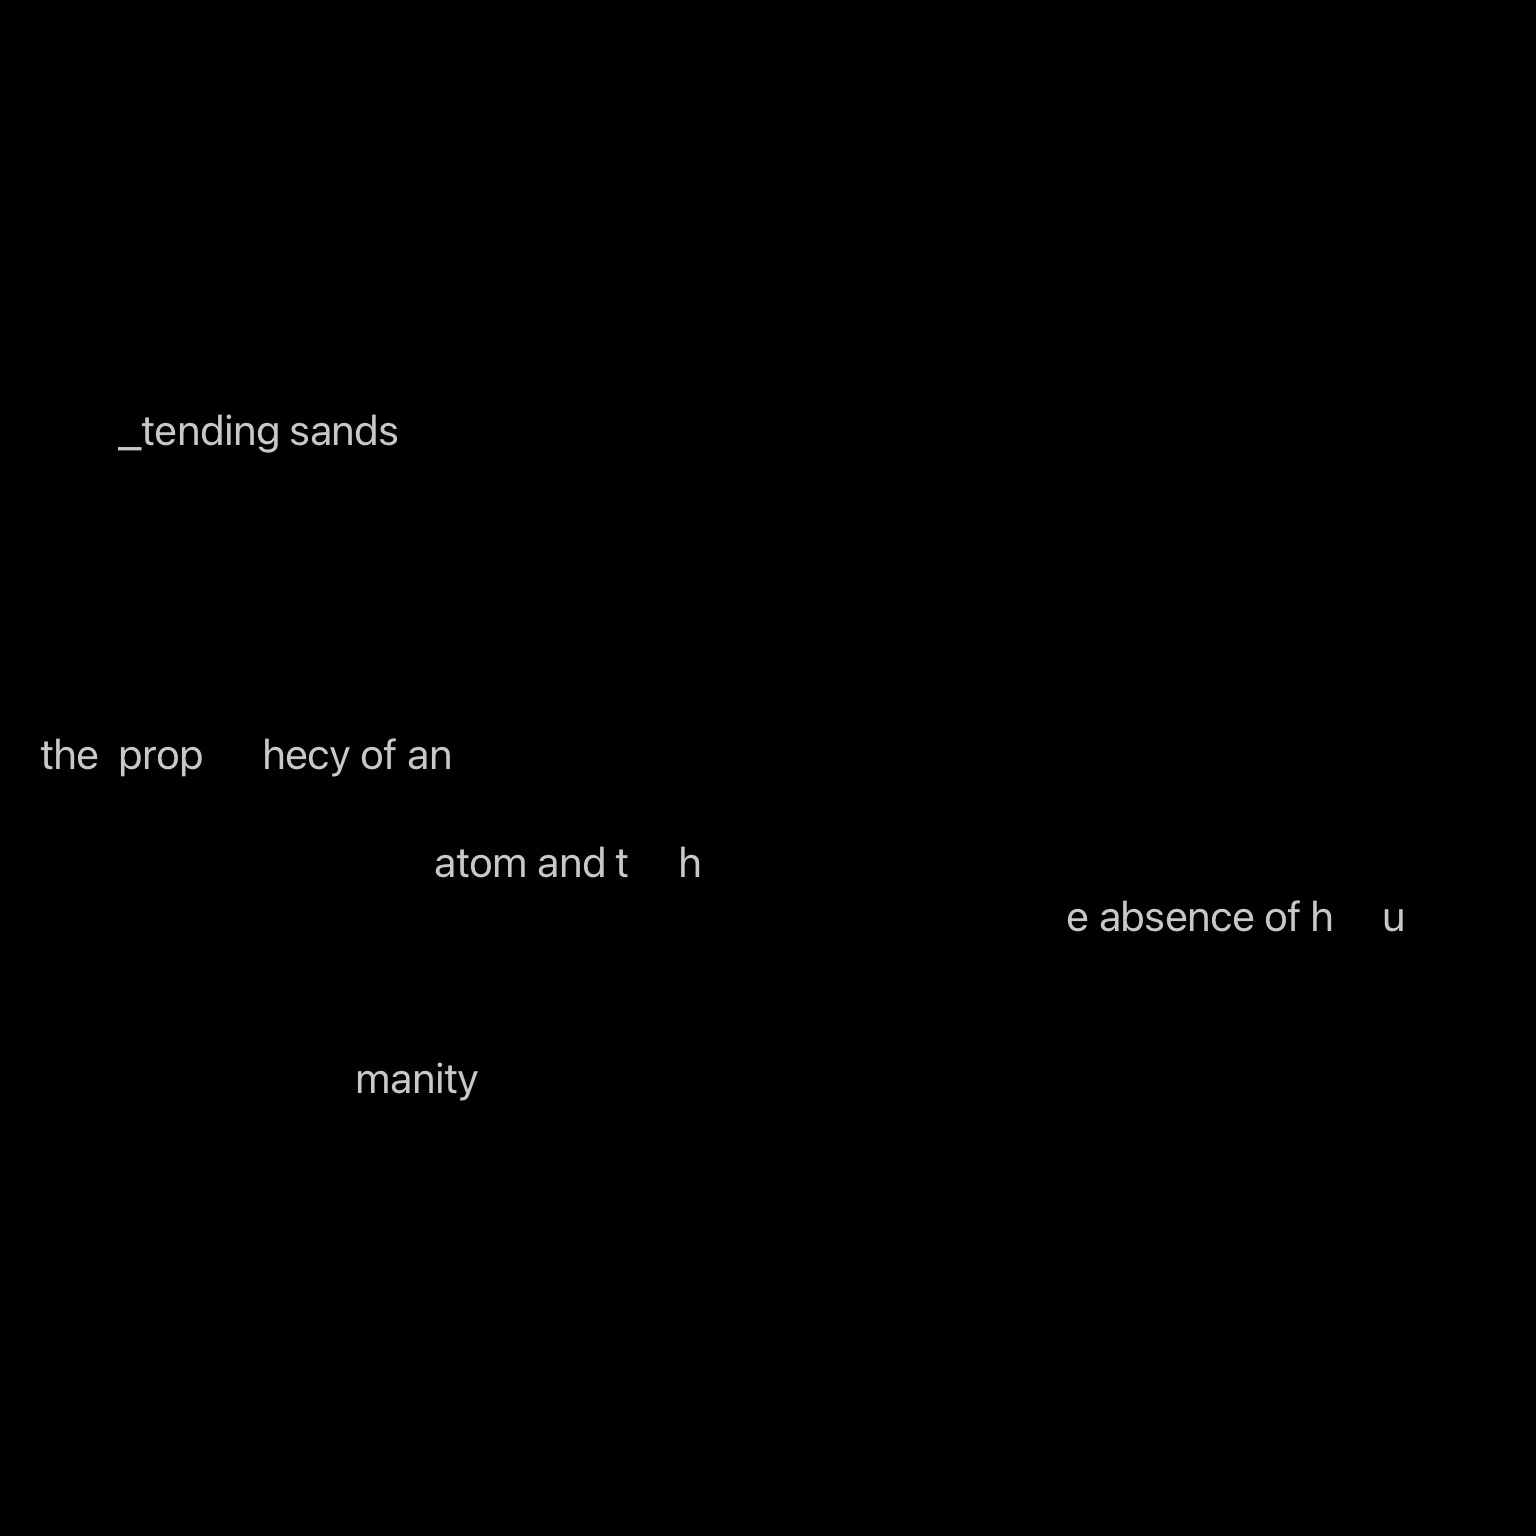 _tending sands
the  prop      hecy of an
atom and t     h
e absence of h     u
manity